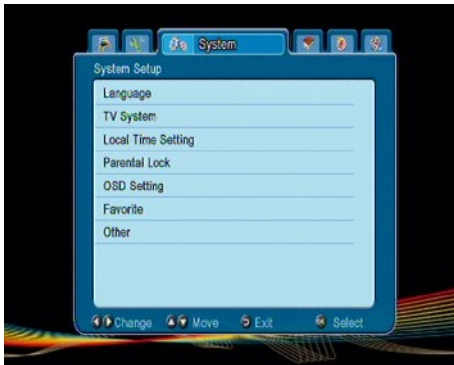 System
System Setup
Language
TV System
Local Time Setting
Parental Lock
OSD Setting
Favorite
Other
Change Move Exit Select